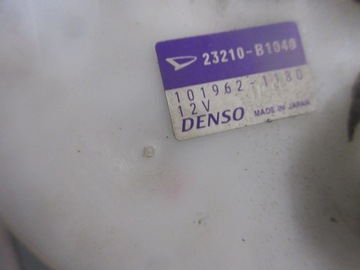 23210-B1040
101962-1180
12V
DENSO MADE IN JAPAN